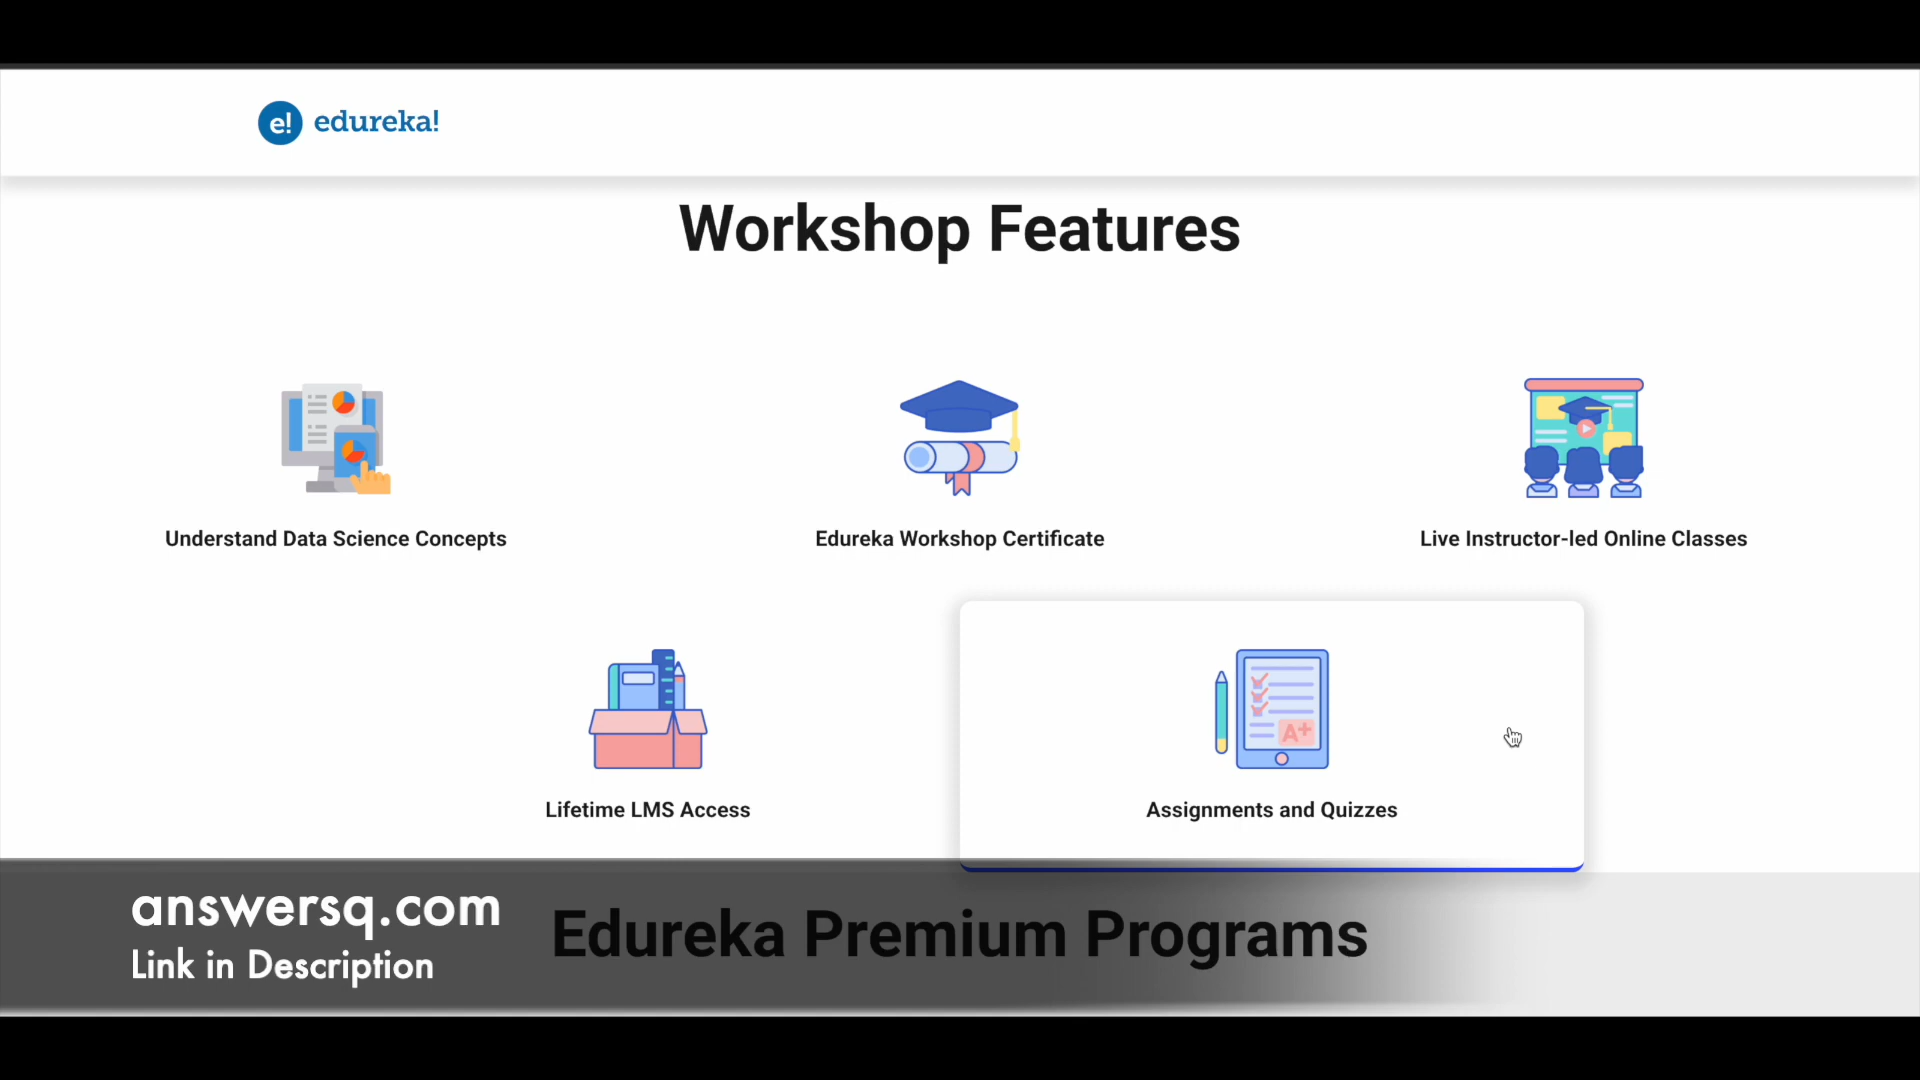 e! edureka!
Workshop Features
Understand Data Science Concepts
Edureka Workshop Certificate
Live Instructor-led Online Classes
A+
Lifetime LMS Access
Assignments and Quizzes
answersq.com
Link in Description
Edureka Premium Programs